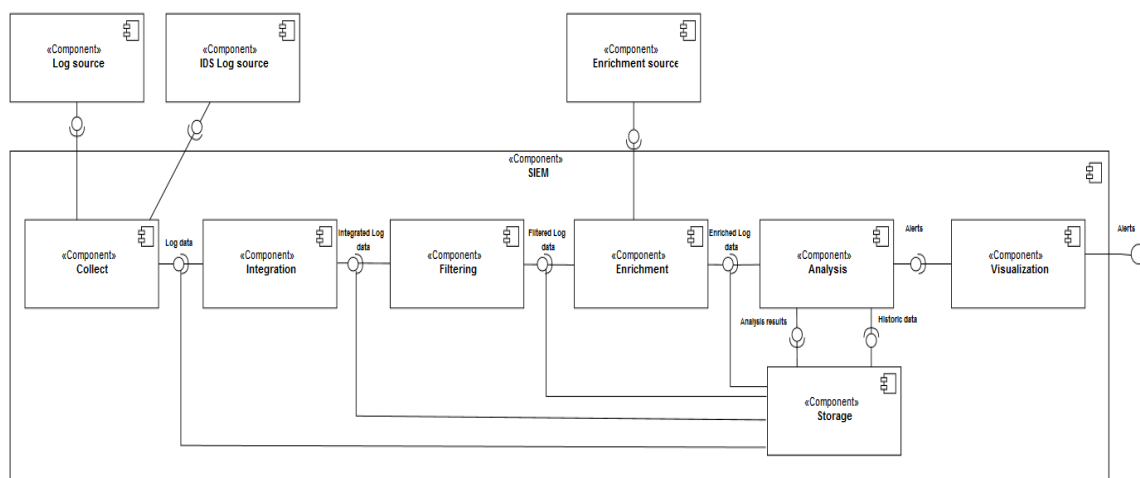 «Component»
Log source
«Component»
IDS Log source
«Component»
Enrichment source
«Component»
SIEM
«Component»
Collect
Log data
«Component»
Integration
Integrated Log
data
«Component»
Filtering
Filtered Log
data
«Component»
Enrichment
Enriched Log
data
«Component»
Analysis
Alerts
«Component»
Visualization
Alerts
Analysis results
Historic data
«Component»
Storage